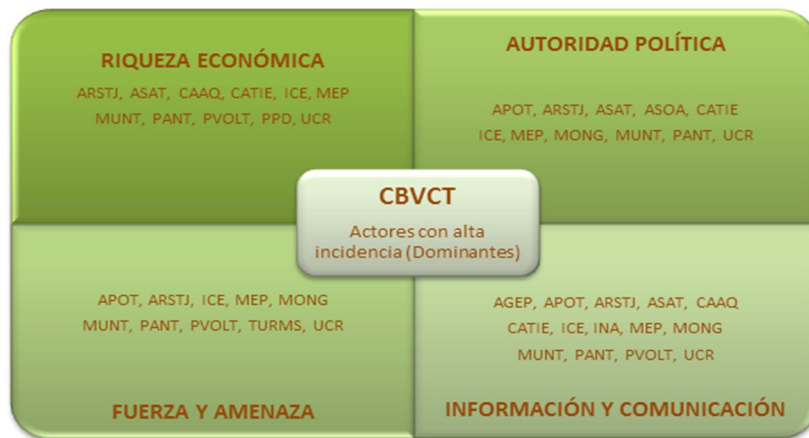 RIQUEZA ECONÓMICA
ARSTJ, ASAT, CAAQ, CATIE, ICE, MEP
MUNT, PANT, PVOLT, PPD, UCR
AUTORIDAD POLÍTICA
APOT, ARSTJ, ASAT, ASOA, CATIE
ICE, MEP, MONG, MUNT, PANT, UCR
CBVCT
Actores con alta
incidencia (Dominantes)
APOT, ARSTJ, ICE, MEP, MONG
MUNT, PANT, PVOLT, TURMS, UCR
FUERZA Y AMENAZA
AGEP, APOT, ARSTJ, ASAT, CAAQ
CATIE, ICE, INA, MEP, MONG
MUNT, PANT, PVOLT, UCR
INFORMACIÓN Y COMUNICACIÓN